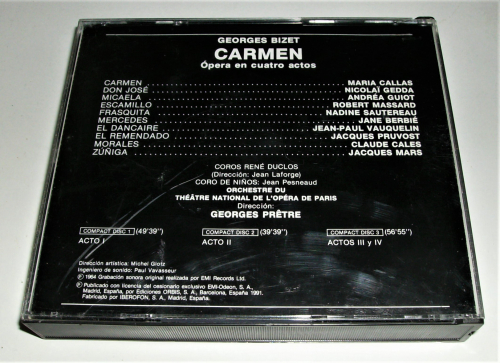 GEORGES BIZET
CARMEN
Ópera en cuatro actos
CARMEN MARIA CALLAS
DON JOSÉ NICOLAÏ GEDDA
MICAELA ANDRÉA GUIOT
ESCAMILLO ROBERT MASSARD
FRASQUITA NADINE SAUTEREAU
MERCEDES JANE BERBIÉ
EL DANCAIRE JEAN-PAUL VAUQUELIN
EL REMENDADO JACQUES PRUVOST
MORALES CLAUDE CALES
ZÚÑIGA JACQUES MARS
COROS RENÉ DUCLOS
(Dirección: Jean Laforge)
CORO DE NIÑOS: Jean Pesneaud
ORCHESTRE DU
THÉÂTRE NATIONAL DE L'OPÉRA DE PARIS
Dirección:
GEORGES PRÊTRE
COMPACT DISC 1 (49'39") COMPACT DISC 2 (39'39") COMPACT DISC 3 (56'55")
ACTO I ACTO II ACTOS III y IV
Dirección artística: Michel Glotz
Ingeniero de sonido: Paul Vavasseur
℗ 1964 Grabación sonora original realizada por EMI Records Ltd.
© Publicado con licencia del cesionario exclusivo EMI-Odeon, S. A.,
Madrid, España, por Ediciones ORBIS, S. A., Barcelona, España 1991.
Fabricado por IBEROFON, S. A., Madrid, España.